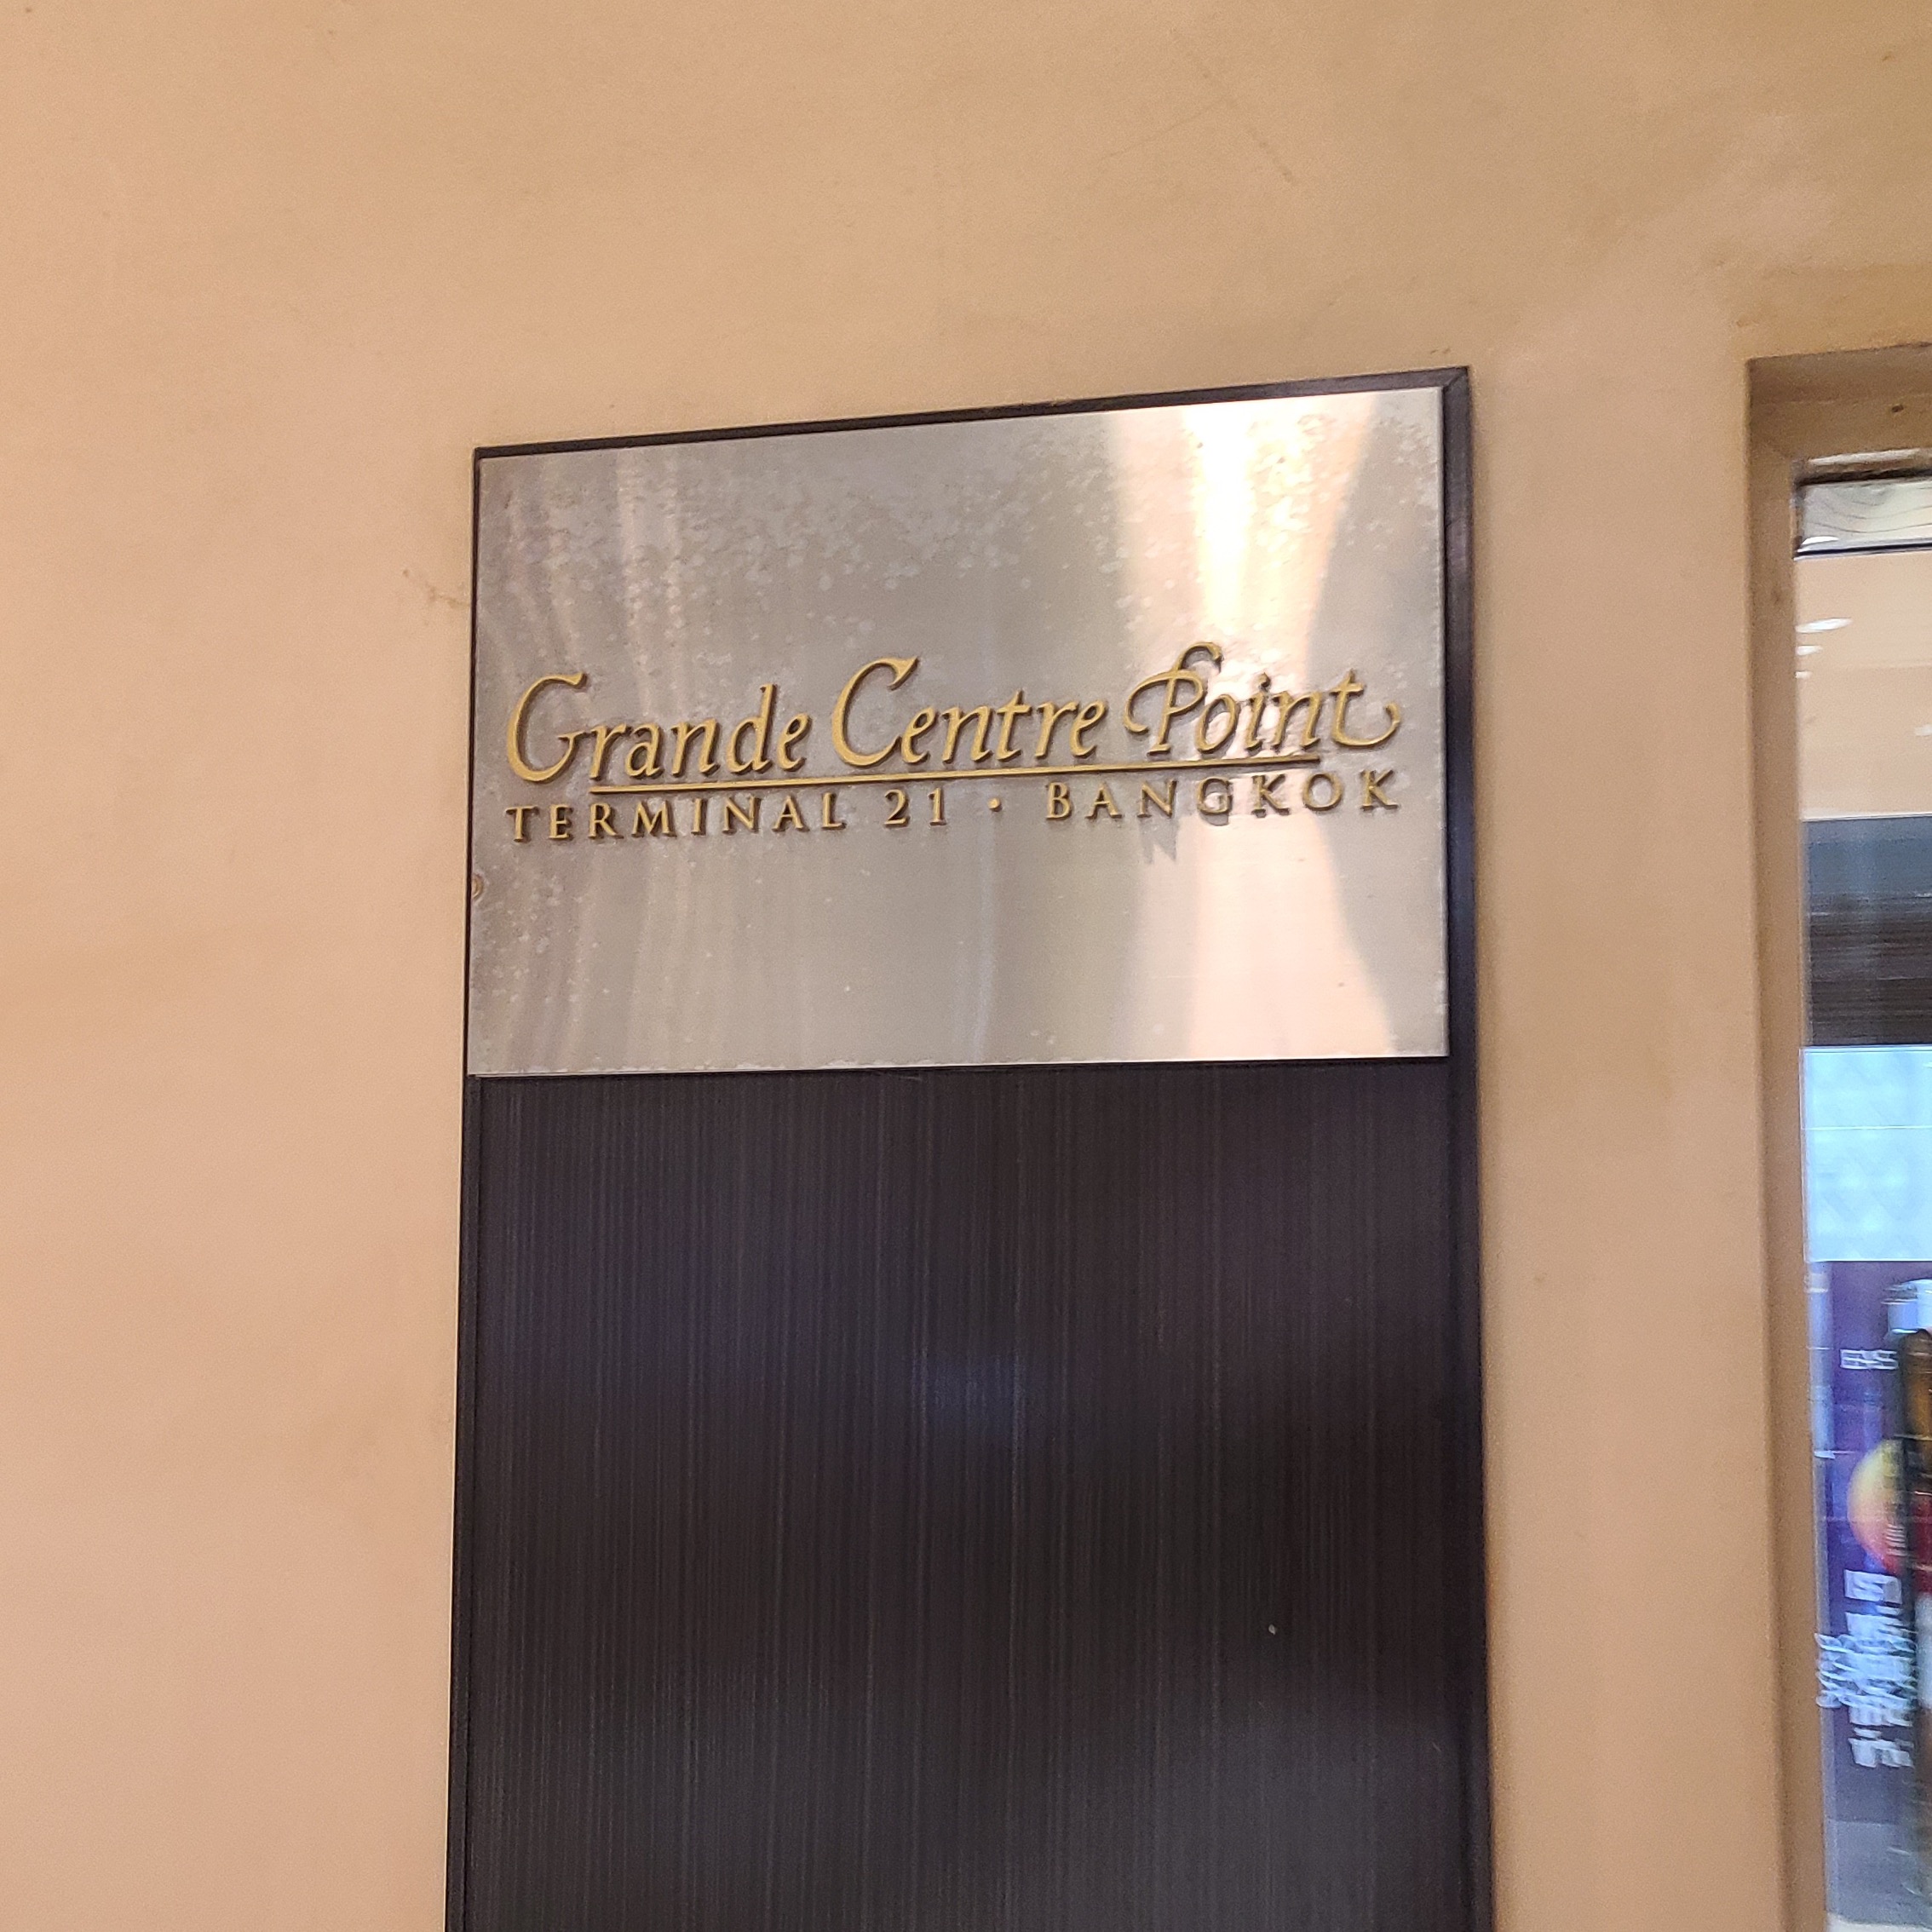 Grande Centre Point
TERMINAL 21 • BANGKOK